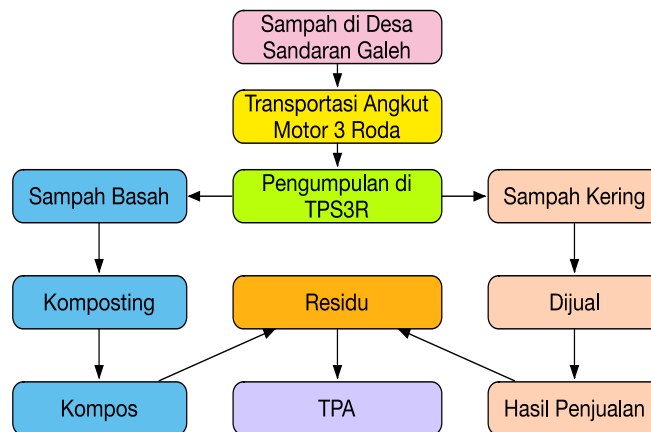 Sampah di Desa
Sandaran Galeh
Transportasi Angkut
Motor 3 Roda
Sampah Basah
Pengumpulan di
TPS3R
Sampah Kering
Komposting
Residu
Dijual
Kompos
TPA
Hasil Penjualan